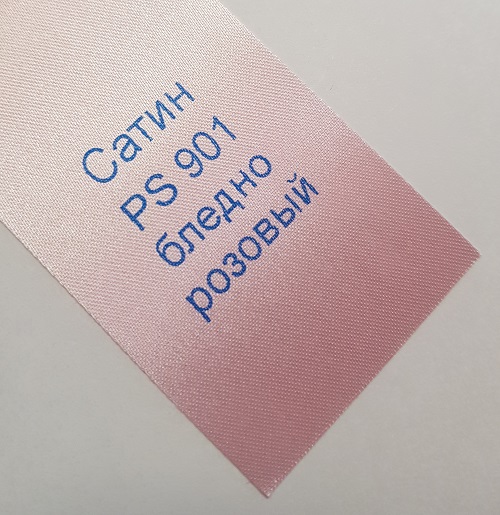 Сатин
PS 901
бледно
розовый